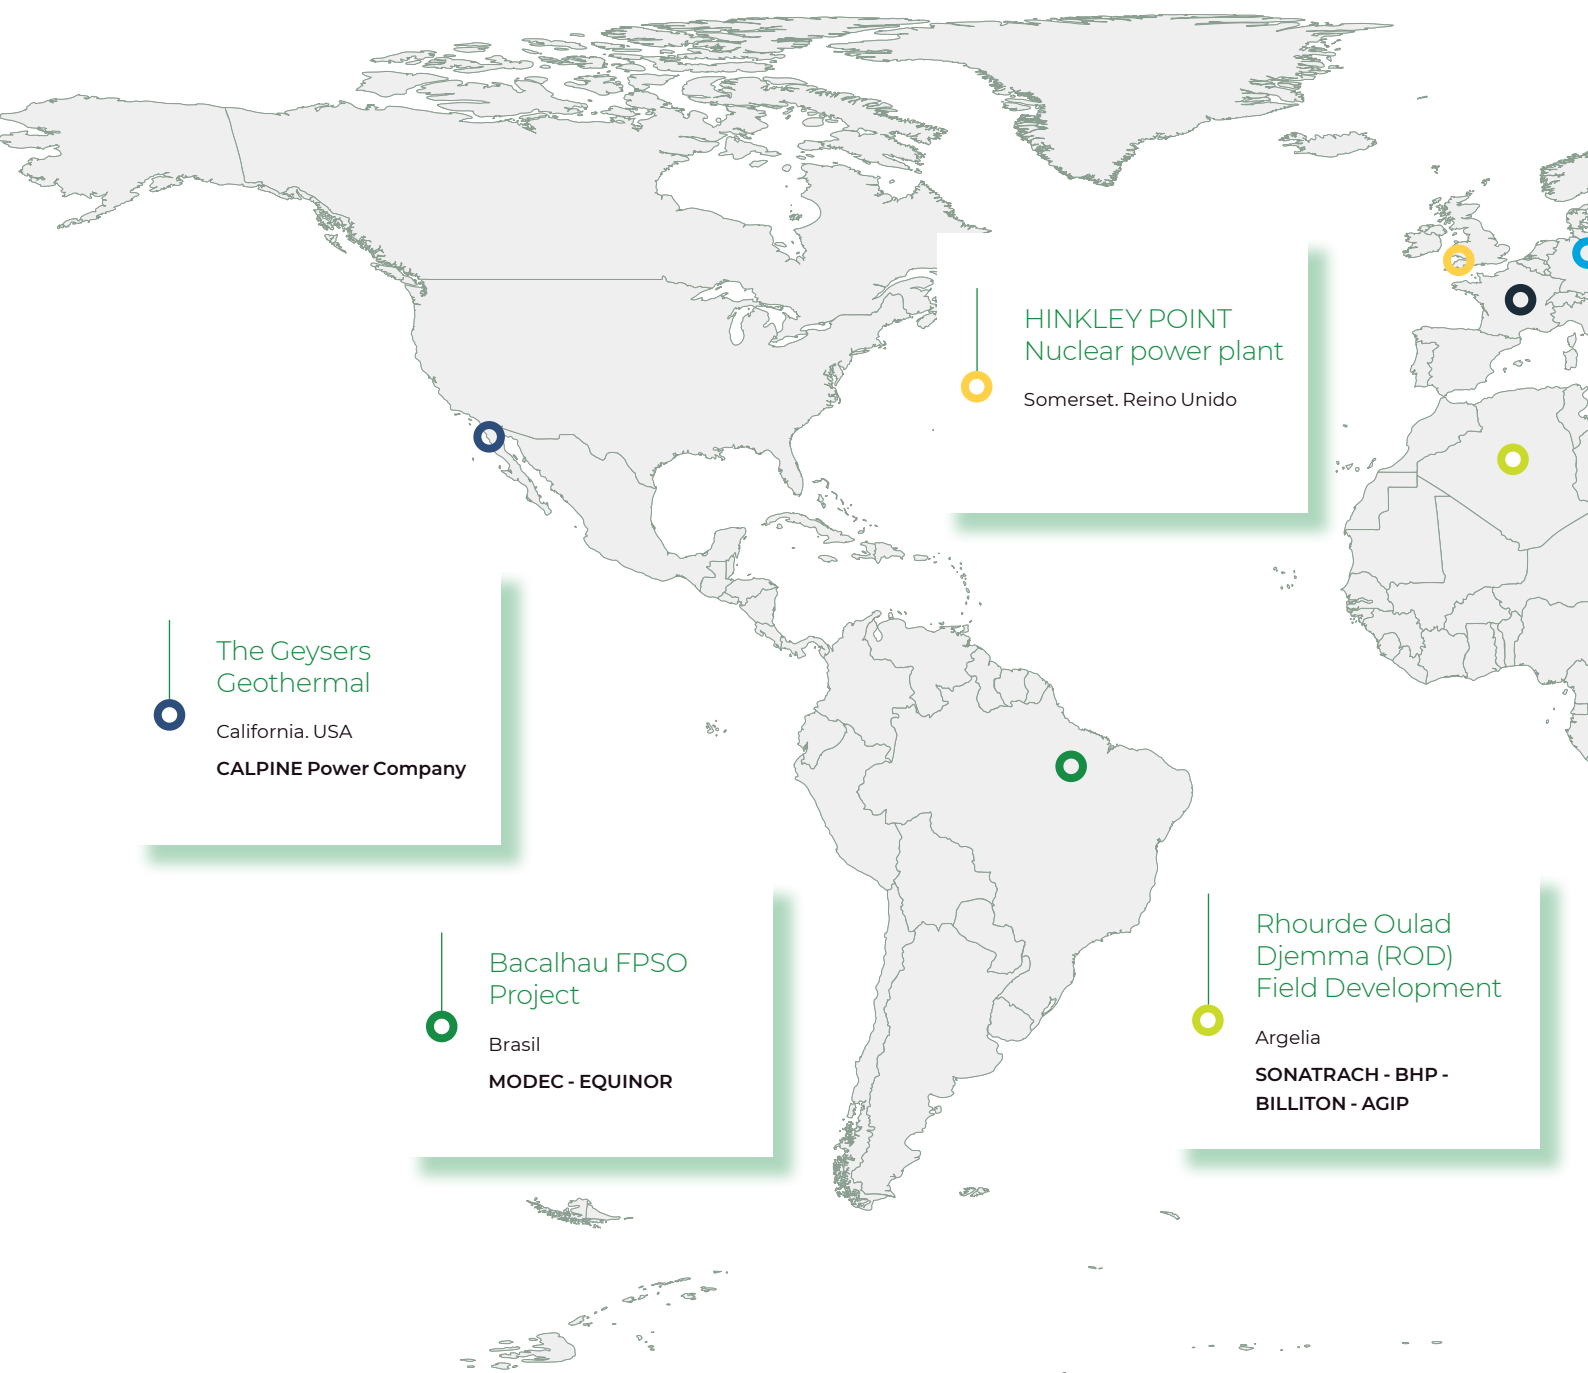 HINKLEY POINT
Nuclear power plant
Somerset. Reino Unido
The Geysers
Geothermal
California. USA
CALPINE Power Company
Bacalhau FPSO
Project
Brasil
MODEC - EQUINOR
Rhourde Oulad
Djemma (ROD)
Field Development
Argelia
SONATRACH - BHP -
BILLITON - AGIP